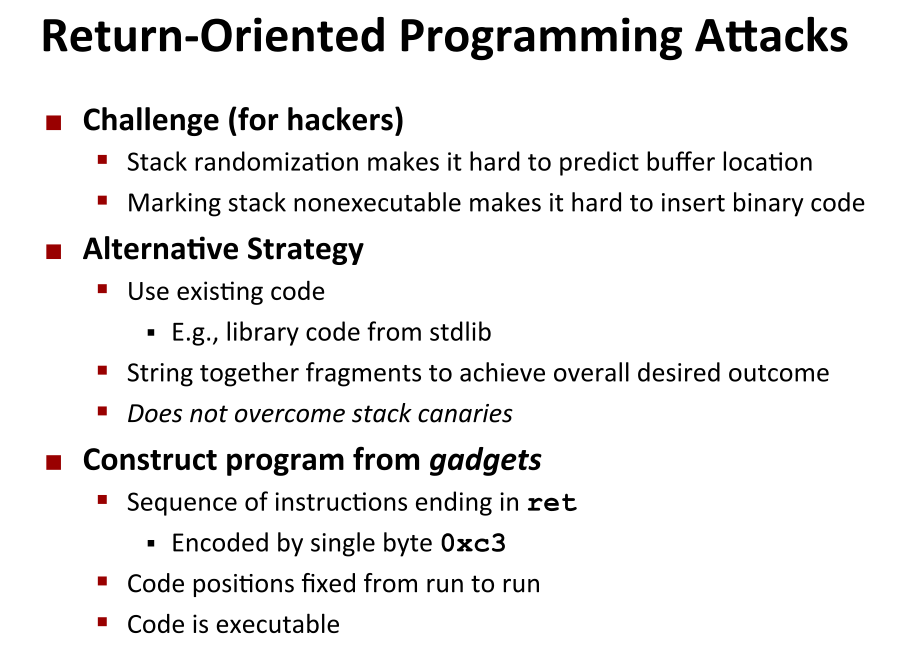 Return-Oriented Programming Attacks
Challenge (for hackers)
Stack randomization makes it hard to predict buffer location
Marking stack nonexecutable makes it hard to insert binary code
Alternative Strategy
Use existing code
E.g., library code from stdlib
String together fragments to achieve overall desired outcome
Does not overcome stack canaries
Construct program from gadgets
Sequence of instructions ending in ret
Encoded by single byte 0xc3
Code positions fixed from run to run
Code is executable